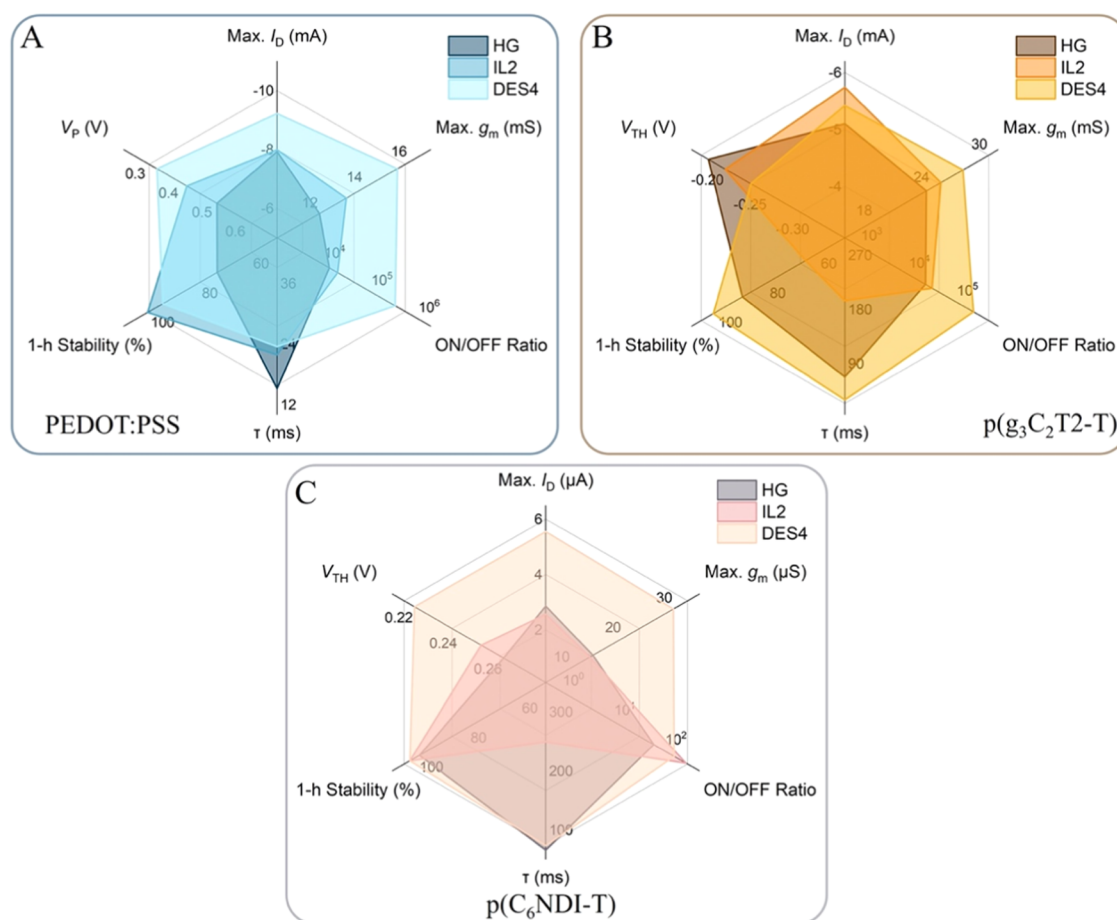 A
Max. I_D (mA)
HG
IL2
DES4
-10
V_P (V)
Max. g_m (mS)
-8
16
0.3
0.4
14
0.5
-6
12
0.6
10⁴
60
36
10⁵
80
10⁶
100
1-h Stability (%)
24
ON/OFF Ratio
12
PEDOT:PSS
τ (ms)
B
Max. I_D (mA)
HG
IL2
DES4
-6
V_TH (V)
Max. g_m (mS)
-5
30
-0.20
24
-4
-0.25
18
-0.30
10³
60
270
10⁴
80
10⁵
180
100
1-h Stability (%)
ON/OFF Ratio
90
τ (ms)
p(g₃C₂T2-T)
C
Max. I_D (µA)
HG
IL2
DES4
6
V_TH (V)
Max. g_m (µS)
4
30
0.22
20
2
0.24
10
0.26
10⁰
60
300
10¹
80
10²
100
200
1-h Stability (%)
ON/OFF Ratio
100
τ (ms)
p(C₆NDI-T)